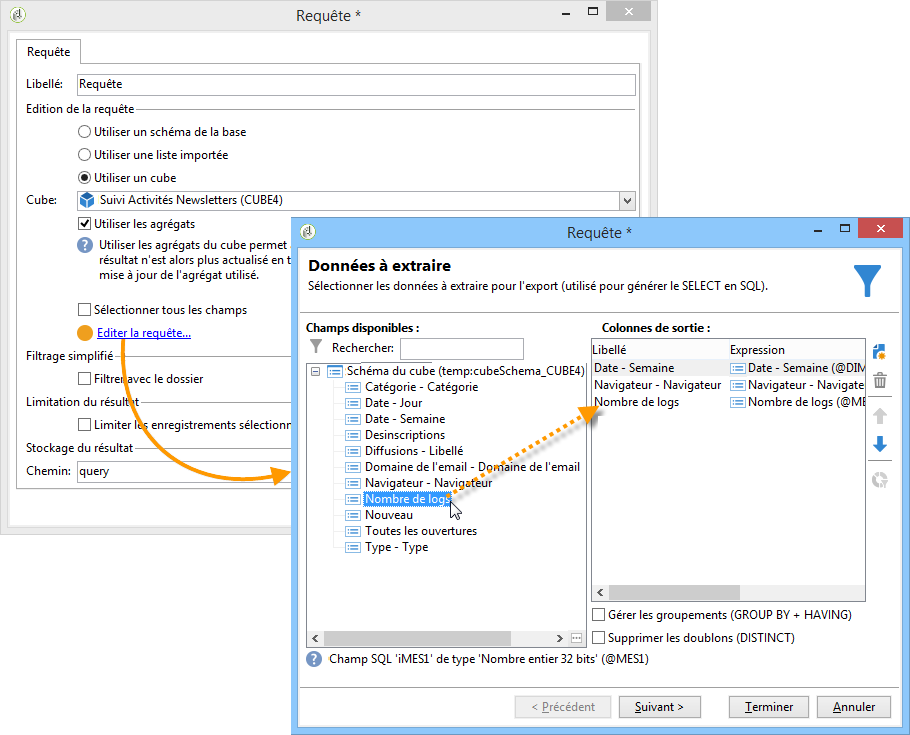 Requête *
Requête
Libellé: Requête
Edition de la requête
Utiliser un schéma de la base
Utiliser une liste importée
Utiliser un cube
Cube: Suivi Activités Newsletters (CUBE4)
Utiliser les agrégats
Utiliser les agrégats du cube permet
résultat n'est alors plus actualisé en t
mise à jour de l'agrégat utilisé.
Sélectionner tous les champs
Editer la requête...
Filtrage simplifié
Filtrer avec le dossier
Limitation du résultat
Limiter les enregistrements sélection
Stockage du résultat
Chemin: query
Requête *
Données à extraire
Sélectionner les données à extraire pour l'export (utilisé pour générer le SELECT en SQL).
Champs disponibles :
Rechercher:
Schéma du cube (temp:cubeSchema_CUBE4)
Catégorie - Catégorie
Date - Jour
Date - Semaine
Desinscriptions
Diffusions - Libellé
Domaine de l'email - Domaine de l'email
Navigateur - Navigateur
Nombre de logs
Nouveau
Toutes les ouvertures
Type - Type
Colonnes de sortie :
Libellé Expression
Date - Semaine Date - Semaine (@DIM
Navigateur - Navigateur Navigateur - Navigate
Nombre de logs Nombre de logs (@ME
Gérer les groupements (GROUP BY + HAVING)
Supprimer les doublons (DISTINCT)
Champ SQL 'iMES1' de type 'Nombre entier 32 bits' (@MES1)
< Précédent Suivant > Terminer Annuler